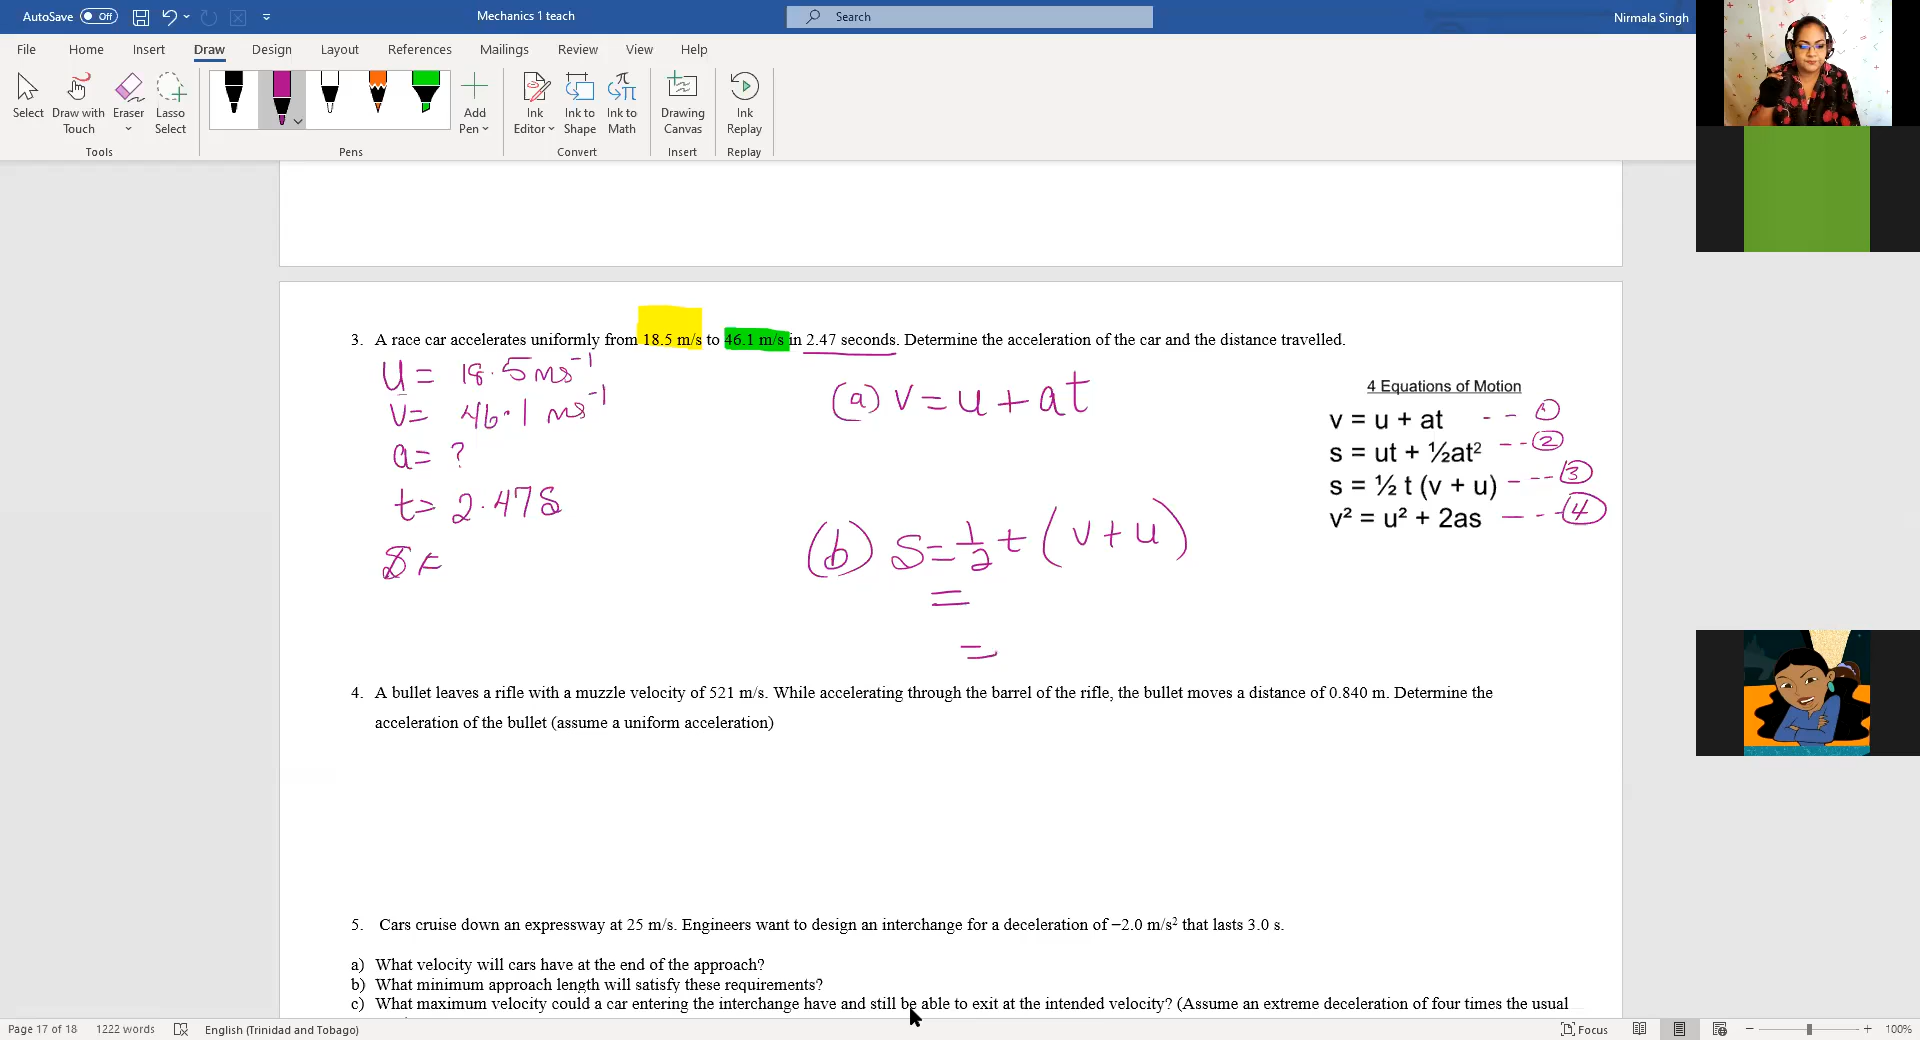 AutoSave Off
Mechanics 1 teach
Search
Nirmala Singh
File Home Insert Draw Design Layout References Mailings Review View Help
Select
Draw with Touch
Eraser
Lasso Select
Add Pen
Ink Editor
Ink to Shape
Ink to Math
Drawing Canvas
Ink Replay
Tools Pens Convert Insert Replay
3. A race car accelerates uniformly from 18.5 m/s to 46.1 m/s in 2.47 seconds. Determine the acceleration of the car and the distance travelled.
u = 18.5 ms⁻¹
v = 46.1 ms⁻¹
a = ?
t = 2.47s
s =
(a) v = u + at
(b) s = 1/2 t (v + u)
=
=
4 Equations of Motion
v = u + at - - ①
s = ut + ½at² - - ②
s = ½ t (v + u) - - - ③
v² = u² + 2as - - - ④
4. A bullet leaves a rifle with a muzzle velocity of 521 m/s. While accelerating through the barrel of the rifle, the bullet moves a distance of 0.840 m. Determine the
acceleration of the bullet (assume a uniform acceleration)
5. Cars cruise down an expressway at 25 m/s. Engineers want to design an interchange for a deceleration of −2.0 m/s² that lasts 3.0 s.
a) What velocity will cars have at the end of the approach?
b) What minimum approach length will satisfy these requirements?
c) What maximum velocity could a car entering the interchange have and still be able to exit at the intended velocity? (Assume an extreme deceleration of four times the usual
Page 17 of 18 1222 words English (Trinidad and Tobago) Focus 100%